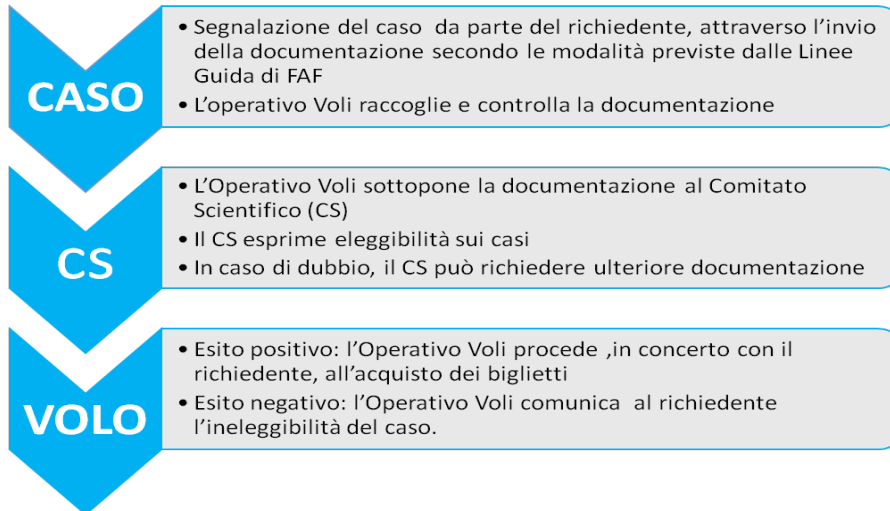 CASO
• Segnalazione del caso  da parte del richiedente, attraverso l'invio
della documentazione secondo le modalità previste dalle Linee
Guida di FAF
• L'operativo Voli raccoglie e controlla la documentazione
CS
• L'Operativo Voli sottopone la documentazione al Comitato
Scientifico (CS)
• Il CS esprime eleggibilità sui casi
• In caso di dubbio, il CS può richiedere ulteriore documentazione
VOLO
• Esito positivo: l'Operativo Voli procede ,in concerto con il
richiedente, all'acquisto dei biglietti
• Esito negativo: l'Operativo Voli comunica  al richiedente
l'ineleggibilità del caso.